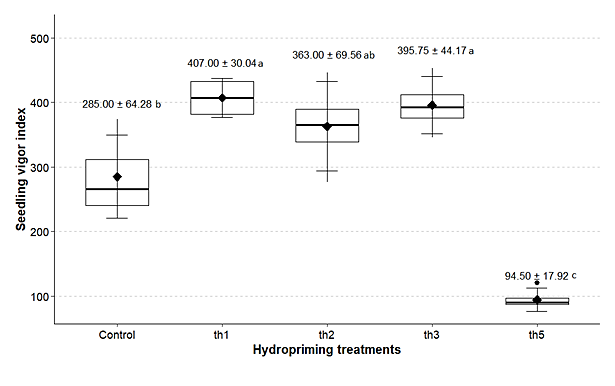 500
400
300
200
100
Seedling vigor index
285.00 ± 64.28 b
407.00 ± 30.04 a
363.00 ± 69.56 ab
395.75 ± 44.17 a
94.50 ± 17.92 c
Control th1 th2 th3 th5
Hydropriming treatments